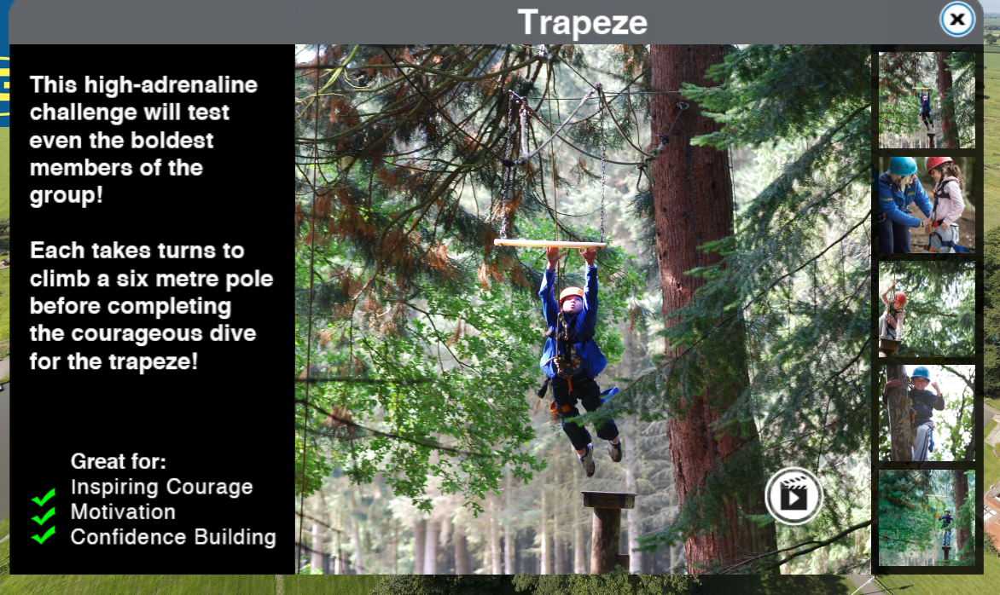 Trapeze
This high-adrenaline
challenge will test
even the boldest
members of the
group!
Each takes turns to
climb a six metre pole
before completing
the courageous dive
for the trapeze!
Great for:
Inspiring Courage
Motivation
Confidence Building